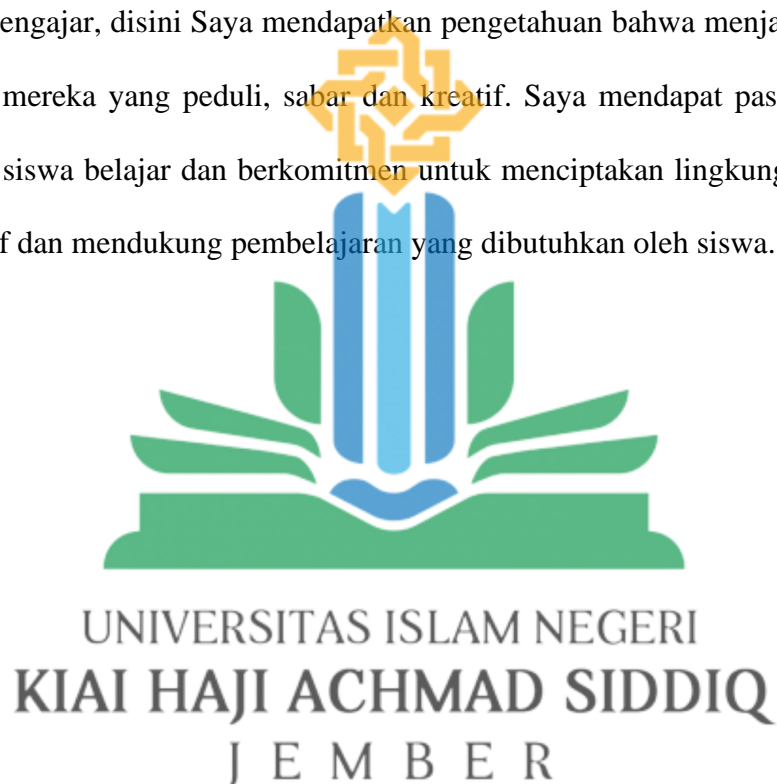 engajar, disini Saya mendapatkan pengetahuan bahwa menja
mereka yang peduli, sabar dan kreatif. Saya mendapat pas
siswa belajar dan berkomitmen untuk menciptakan lingkung
f dan mendukung pembelajaran yang dibutuhkan oleh siswa.
UNIVERSITAS ISLAM NEGERI
KIAI HAJI ACHMAD SIDDIQ
JEMBER